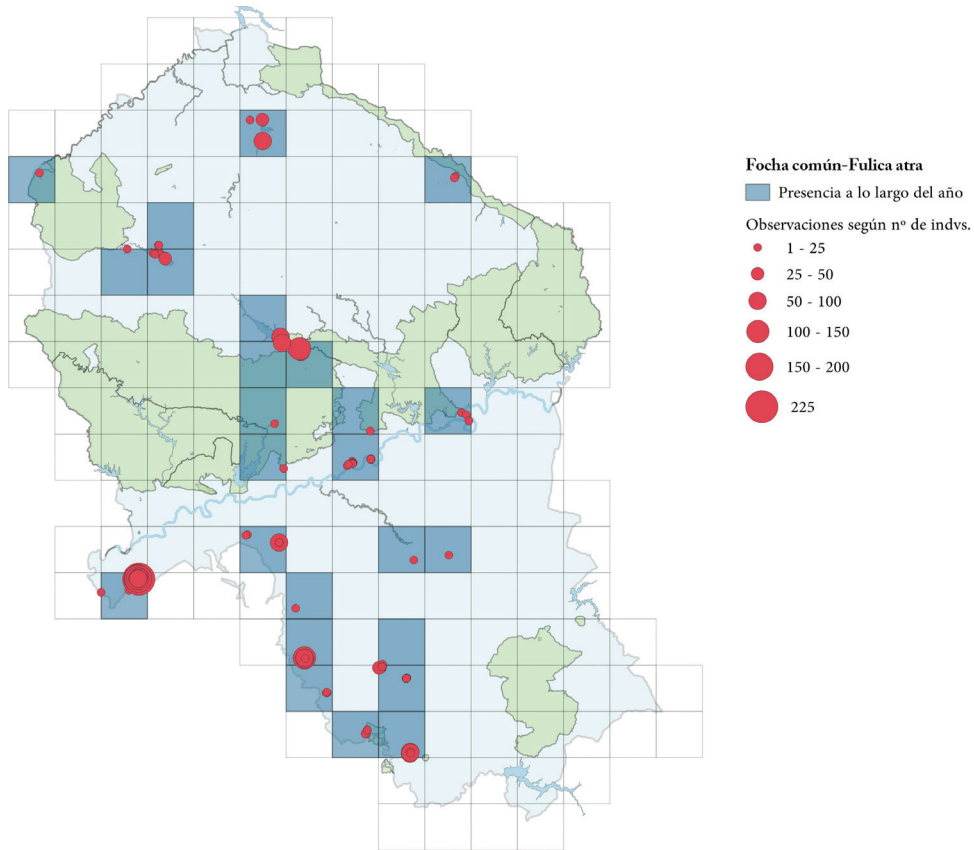 Focha común-Fulica atra
Presencia a lo largo del año
Observaciones según nº de indvs.
1 - 25
25 - 50
50 - 100
100 - 150
150 - 200
225